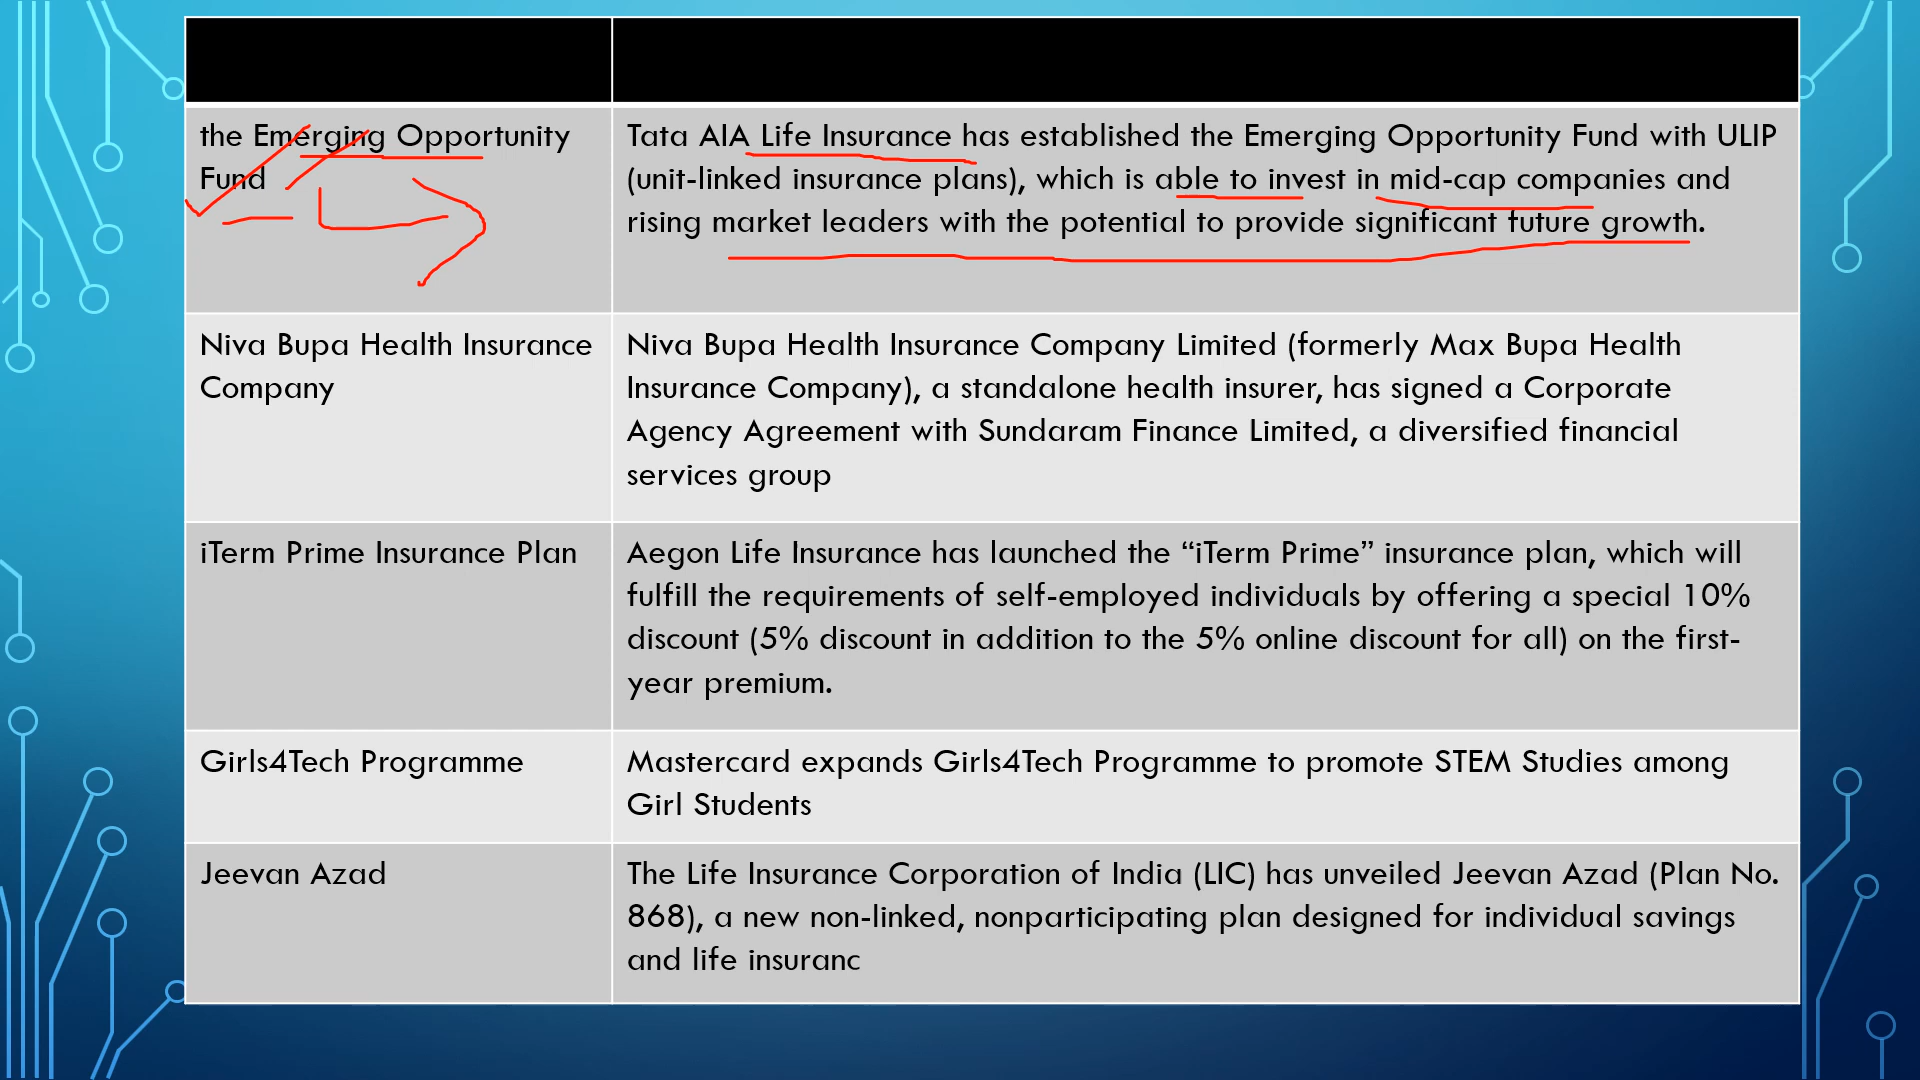 the Emerging Opportunity
Fund
Tata AIA Life Insurance has established the Emerging Opportunity Fund with ULIP
(unit-linked insurance plans), which is able to invest in mid-cap companies and
rising market leaders with the potential to provide significant future growth.
Niva Bupa Health Insurance
Company
Niva Bupa Health Insurance Company Limited (formerly Max Bupa Health
Insurance Company), a standalone health insurer, has signed a Corporate
Agency Agreement with Sundaram Finance Limited, a diversified financial
services group
iTerm Prime Insurance Plan
Aegon Life Insurance has launched the “iTerm Prime” insurance plan, which will
fulfill the requirements of self-employed individuals by offering a special 10%
discount (5% discount in addition to the 5% online discount for all) on the first-
year premium.
Girls4Tech Programme
Mastercard expands Girls4Tech Programme to promote STEM Studies among
Girl Students
Jeevan Azad
The Life Insurance Corporation of India (LIC) has unveiled Jeevan Azad (Plan No.
868), a new non-linked, nonparticipating plan designed for individual savings
and life insuranc